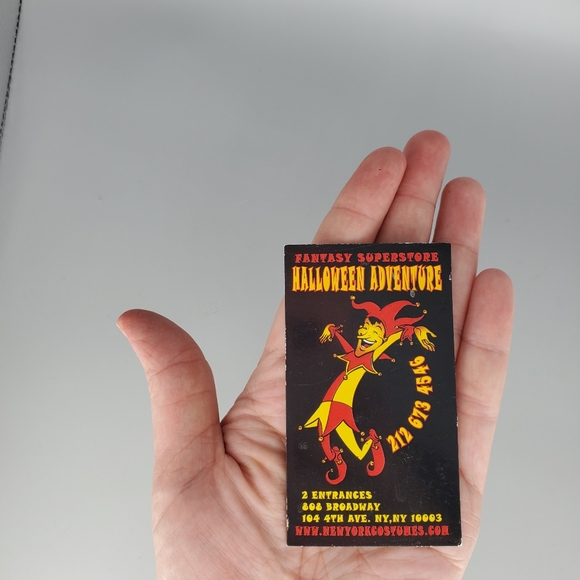 FANTASY SUPERSTORE
HALLOWEEN ADVENTURE
212 673 4546
2 ENTRANCES
808 BROADWAY
104 4TH AVE. NY,NY 10003
WWW.NEWYORKCOSTUMES.COM